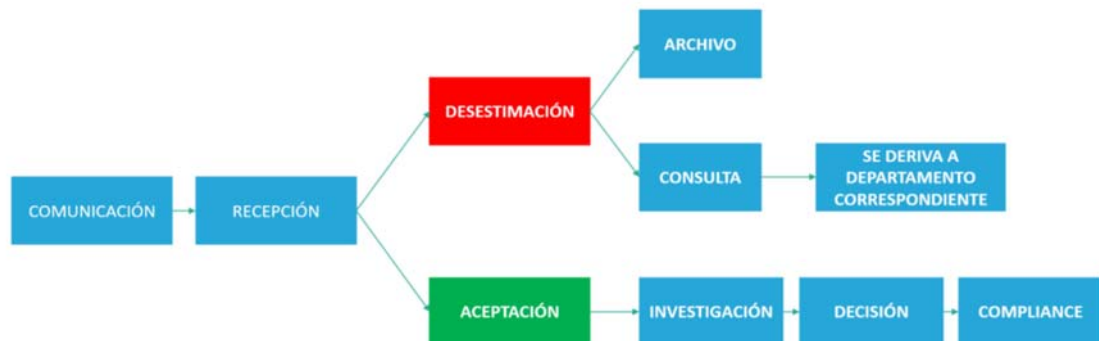 ARCHIVO
DESESTIMACIÓN
CONSULTA
SE DERIVA A
DEPARTAMENTO
CORRESPONDIENTE
COMUNICACIÓN
RECEPCIÓN
ACEPTACIÓN
INVESTIGACIÓN
DECISIÓN
COMPLIANCE